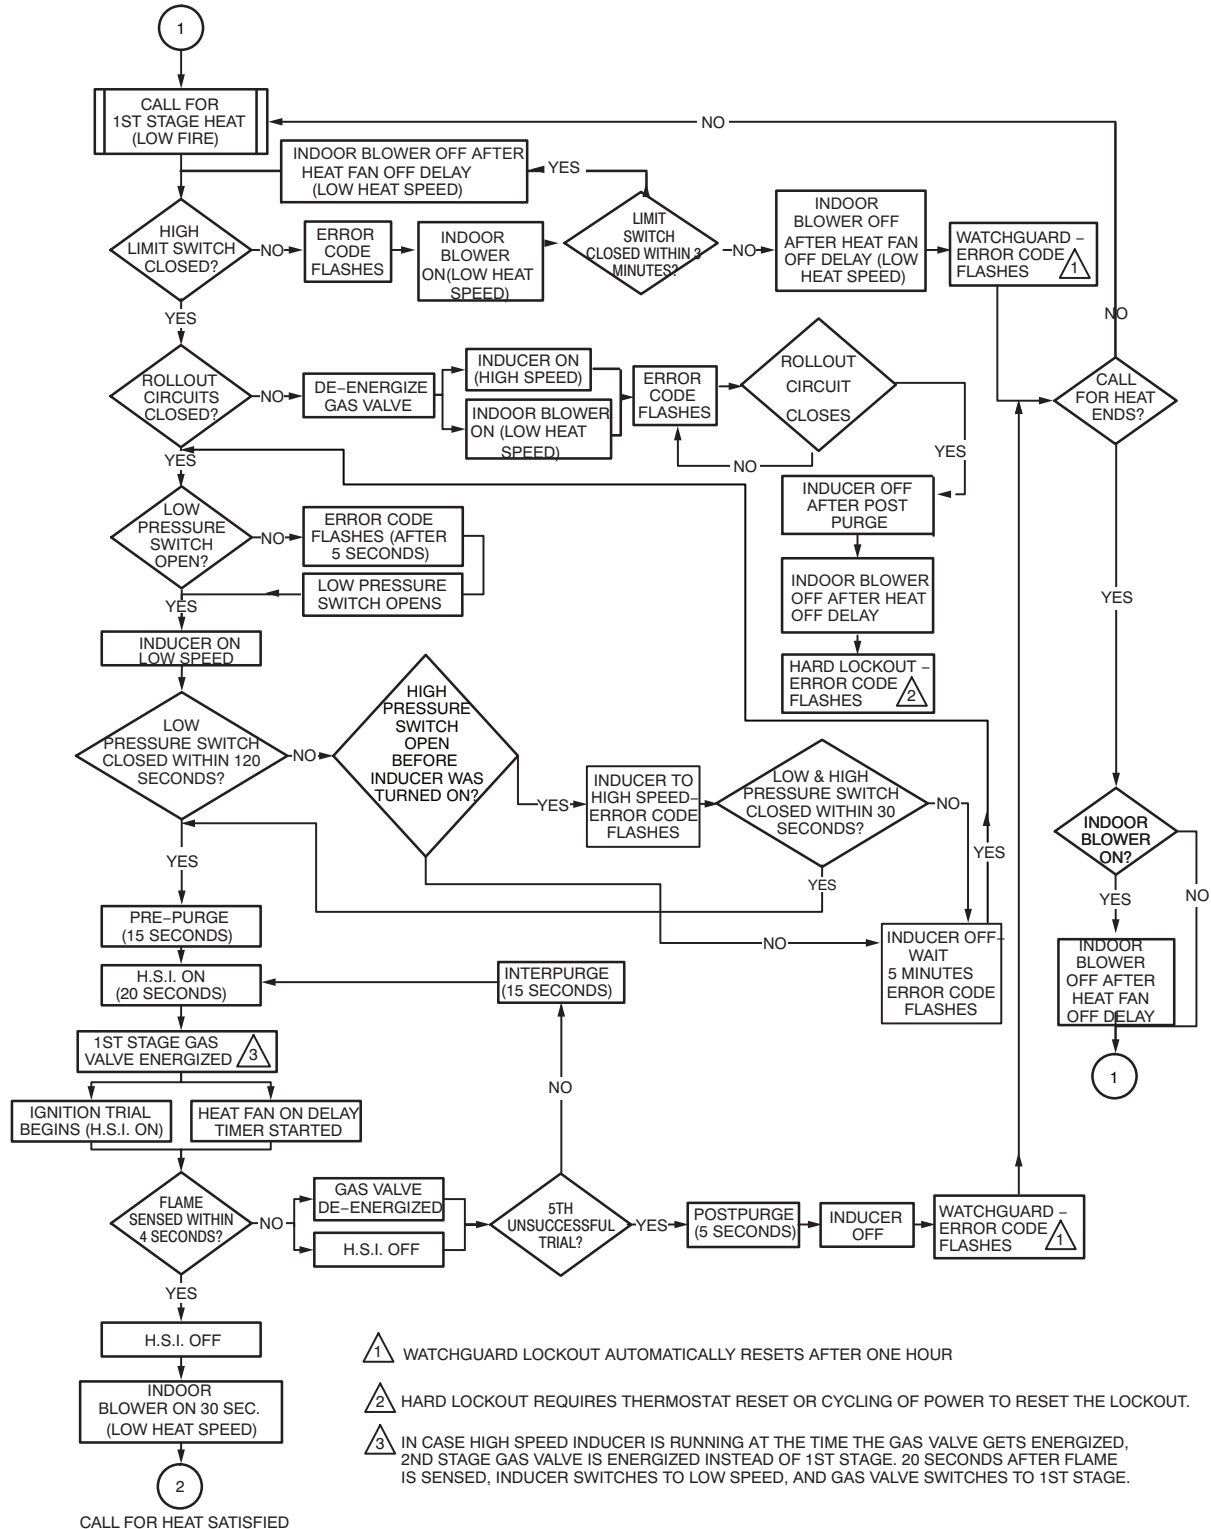 1
CALL FOR
1ST STAGE HEAT
(LOW FIRE)
NO
INDOOR BLOWER OFF AFTER
HEAT FAN OFF DELAY
(LOW HEAT SPEED)
YES
HIGH
LIMIT SWITCH
CLOSED?
NO
ERROR
CODE
FLASHES
INDOOR
BLOWER
ON(LOW HEAT
SPEED)
LIMIT
SWITCH
CLOSED WITHIN 3
MINUTES?
NO
INDOOR
BLOWER OFF
AFTER HEAT FAN
OFF DELAY (LOW
HEAT SPEED)
WATCHGUARD –
ERROR CODE
FLASHES
1
NO
YES
ROLLOUT
CIRCUITS
CLOSED?
NO
DE–ENERGIZE
GAS VALVE
INDUCER ON
(HIGH SPEED)
INDOOR BLOWER
ON (LOW HEAT
SPEED)
ERROR
CODE
FLASHES
ROLLOUT
CIRCUIT
CLOSES
NO
YES
CALL
FOR HEAT
ENDS?
YES
INDUCER OFF
AFTER POST
PURGE
INDOOR BLOWER
OFF AFTER HEAT
OFF DELAY
HARD LOCKOUT –
ERROR CODE
FLASHES
2
YES
LOW
PRESSURE
SWITCH
OPEN?
NO
ERROR CODE
FLASHES (AFTER
5 SECONDS)
LOW PRESSURE
SWITCH OPENS
YES
INDUCER ON
LOW SPEED
LOW
PRESSURE SWITCH
CLOSED WITHIN 120
SECONDS?
NO
HIGH
PRESSURE
SWITCH
OPEN
BEFORE
INDUCER WAS
TURNED ON?
YES
INDUCER TO
HIGH SPEED–
ERROR CODE
FLASHES
LOW & HIGH
PRESSURE SWITCH
CLOSED WITHIN 30
SECONDS?
NO
YES
YES
INDOOR
BLOWER
ON?
YES
NO
YES
NO
INDUCER OFF–
WAIT
5 MINUTES
ERROR CODE
FLASHES
INDOOR
BLOWER
OFF AFTER
HEAT FAN
OFF DELAY
1
PRE–PURGE
(15 SECONDS)
H.S.I. ON
(20 SECONDS)
INTERPURGE
(15 SECONDS)
1ST STAGE GAS
VALVE ENERGIZED
3
NO
IGNITION TRIAL
BEGINS (H.S.I. ON)
HEAT FAN ON DELAY
TIMER STARTED
FLAME
SENSED WITHIN
4 SECONDS?
NO
GAS VALVE
DE–ENERGIZED
H.S.I. OFF
5TH
UNSUCCESSFUL
TRIAL?
YES
POSTPURGE
(5 SECONDS)
INDUCER
OFF
WATCHGUARD –
ERROR CODE
FLASHES
1
YES
H.S.I. OFF
INDOOR
BLOWER ON 30 SEC.
(LOW HEAT SPEED)
2
CALL FOR HEAT SATISFIED
1 WATCHGUARD LOCKOUT AUTOMATICALLY RESETS AFTER ONE HOUR
2 HARD LOCKOUT REQUIRES THERMOSTAT RESET OR CYCLING OF POWER TO RESET THE LOCKOUT.
3 IN CASE HIGH SPEED INDUCER IS RUNNING AT THE TIME THE GAS VALVE GETS ENERGIZED,
2ND STAGE GAS VALVE IS ENERGIZED INSTEAD OF 1ST STAGE. 20 SECONDS AFTER FLAME
IS SENSED, INDUCER SWITCHES TO LOW SPEED, AND GAS VALVE SWITCHES TO 1ST STAGE.